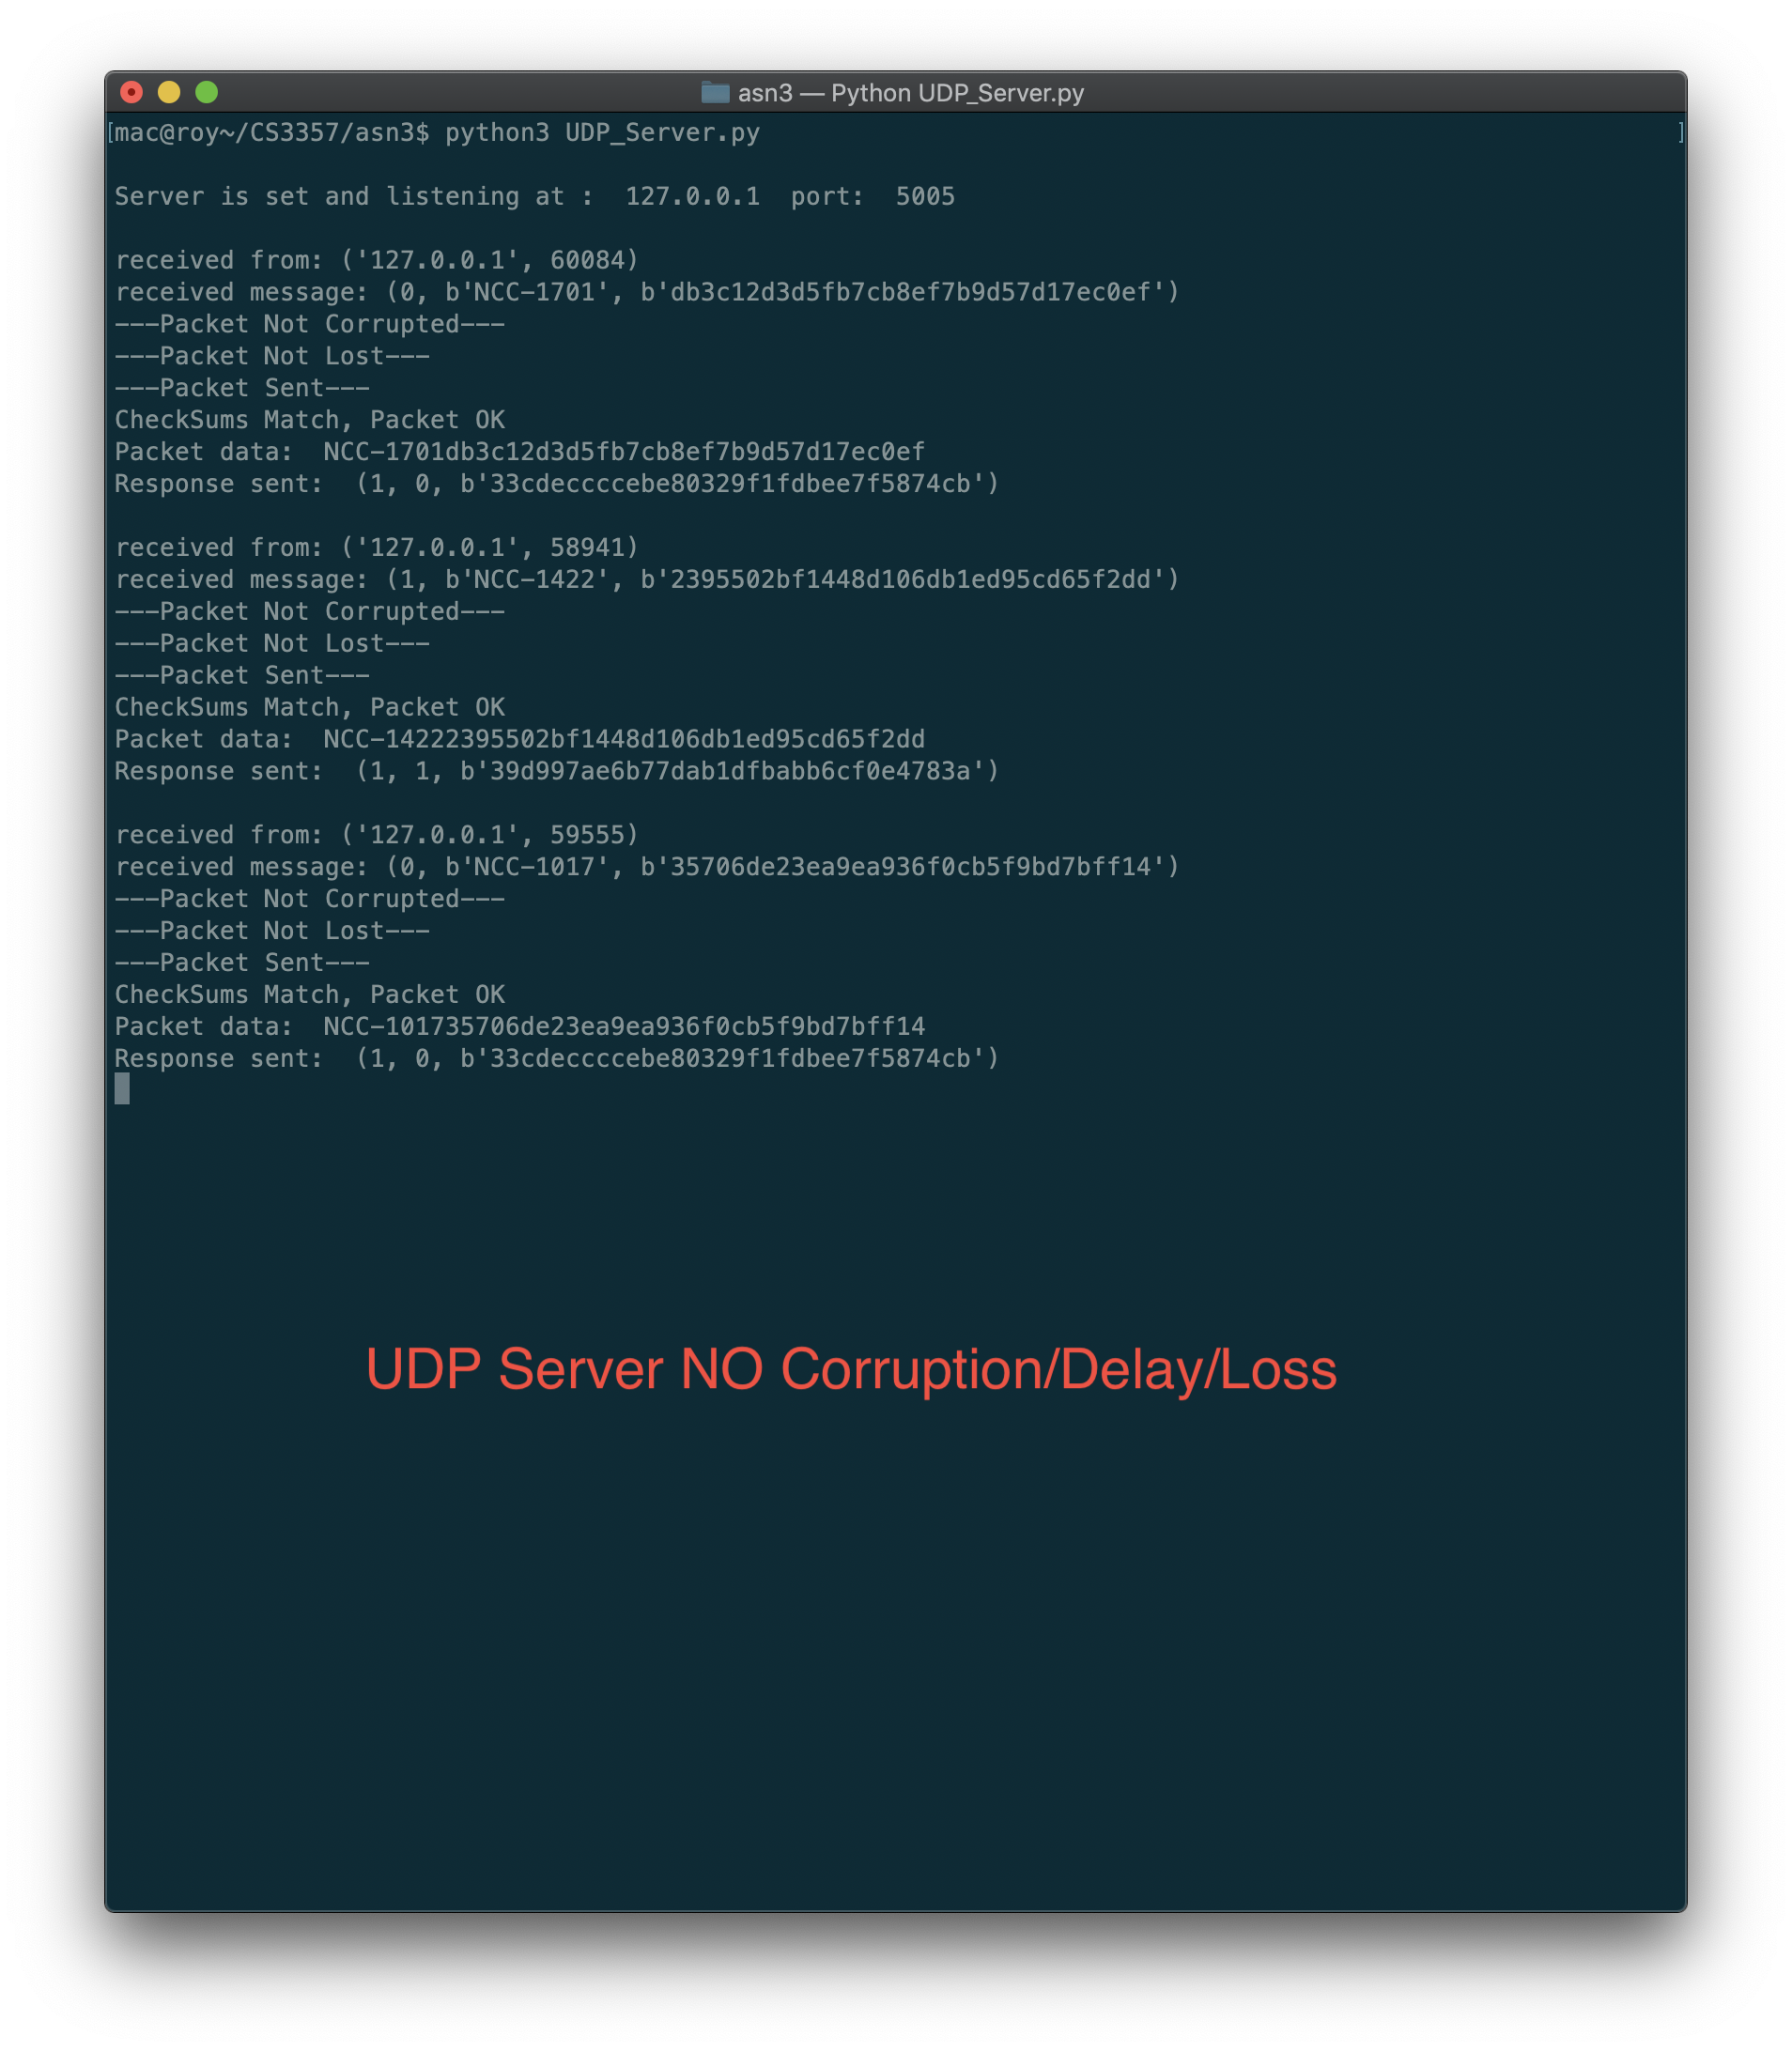 asn3 — Python UDP_Server.py
[mac@roy~/CS3357/asn3$ python3 UDP_Server.py ]
Server is set and listening at :  127.0.0.1  port:  5005
received from: ('127.0.0.1', 60084)
received message: (0, b'NCC-1701', b'db3c12d3d5fb7cb8ef7b9d57d17ec0ef')
---Packet Not Corrupted---
---Packet Not Lost---
---Packet Sent---
CheckSums Match, Packet OK
Packet data:  NCC-1701db3c12d3d5fb7cb8ef7b9d57d17ec0ef
Response sent:  (1, 0, b'33cdeccccebe80329f1fdbee7f5874cb')
received from: ('127.0.0.1', 58941)
received message: (1, b'NCC-1422', b'2395502bf1448d106db1ed95cd65f2dd')
---Packet Not Corrupted---
---Packet Not Lost---
---Packet Sent---
CheckSums Match, Packet OK
Packet data:  NCC-14222395502bf1448d106db1ed95cd65f2dd
Response sent:  (1, 1, b'39d997ae6b77dab1dfbabb6cf0e4783a')
received from: ('127.0.0.1', 59555)
received message: (0, b'NCC-1017', b'35706de23ea9ea936f0cb5f9bd7bff14')
---Packet Not Corrupted---
---Packet Not Lost---
---Packet Sent---
CheckSums Match, Packet OK
Packet data:  NCC-101735706de23ea9ea936f0cb5f9bd7bff14
Response sent:  (1, 0, b'33cdeccccebe80329f1fdbee7f5874cb')
UDP Server NO Corruption/Delay/Loss